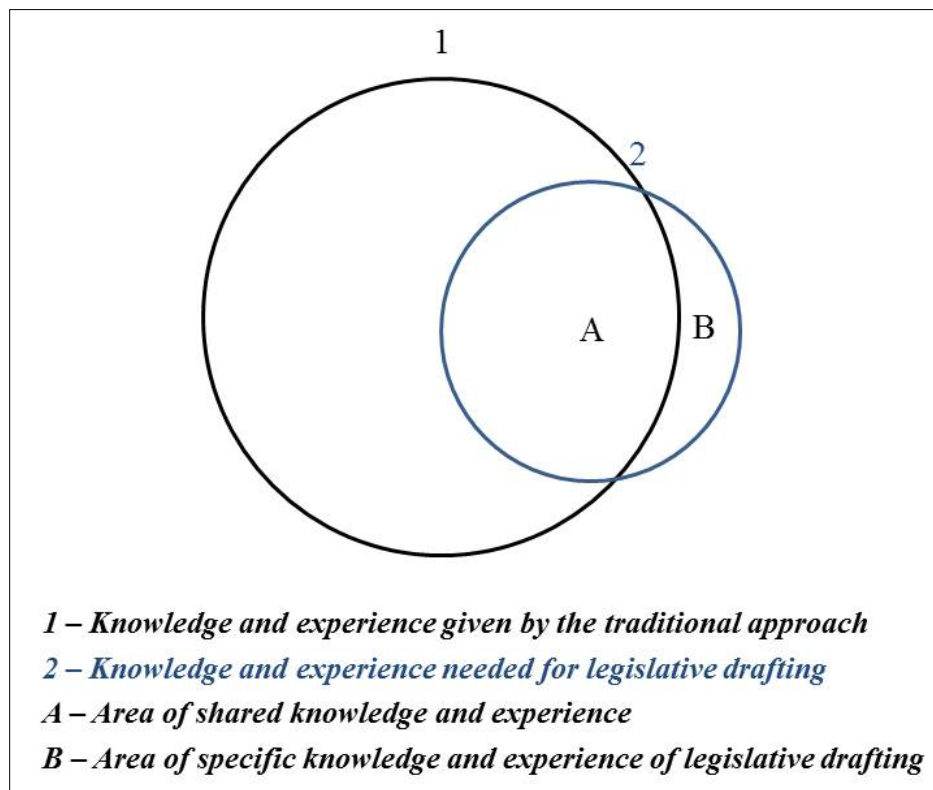 1
2
A
B
1 – Knowledge and experience given by the traditional approach
2 – Knowledge and experience needed for legislative drafting
A – Area of shared knowledge and experience
B – Area of specific knowledge and experience of legislative drafting